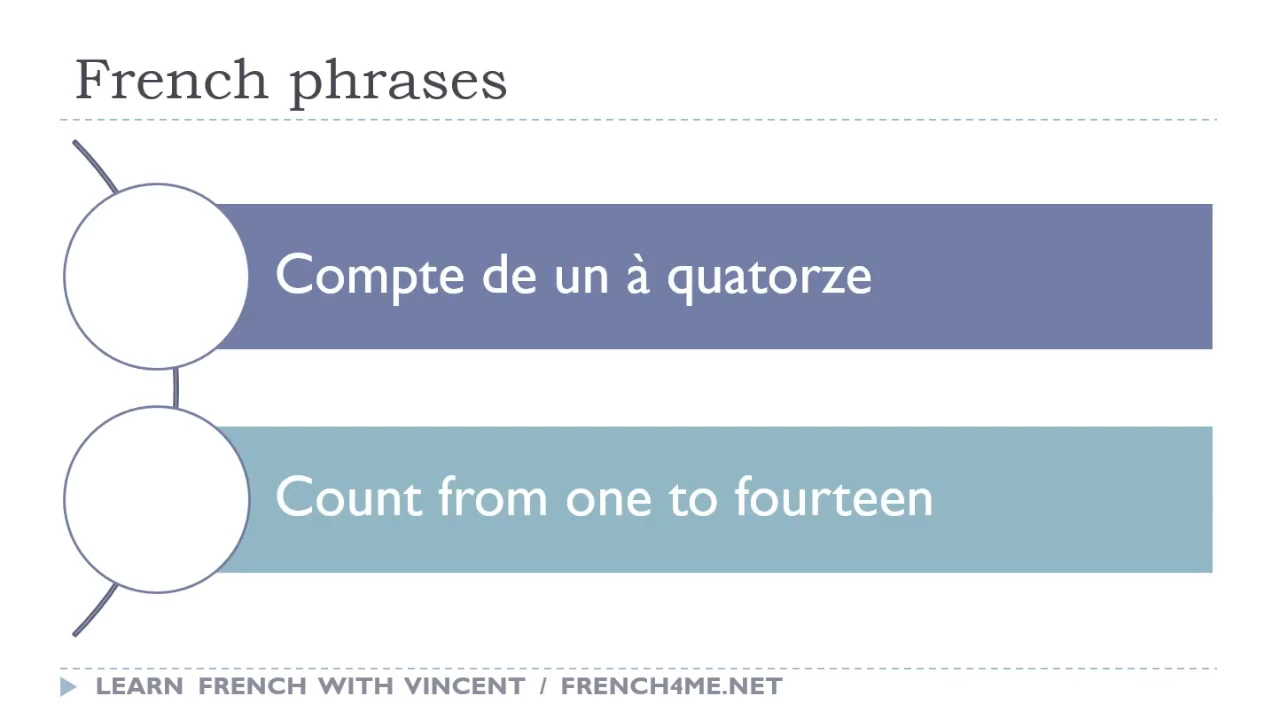 French phrases
Compte de un à quatorze
Count from one to fourteen
LEARN FRENCH WITH VINCENT / FRENCH4ME.NET